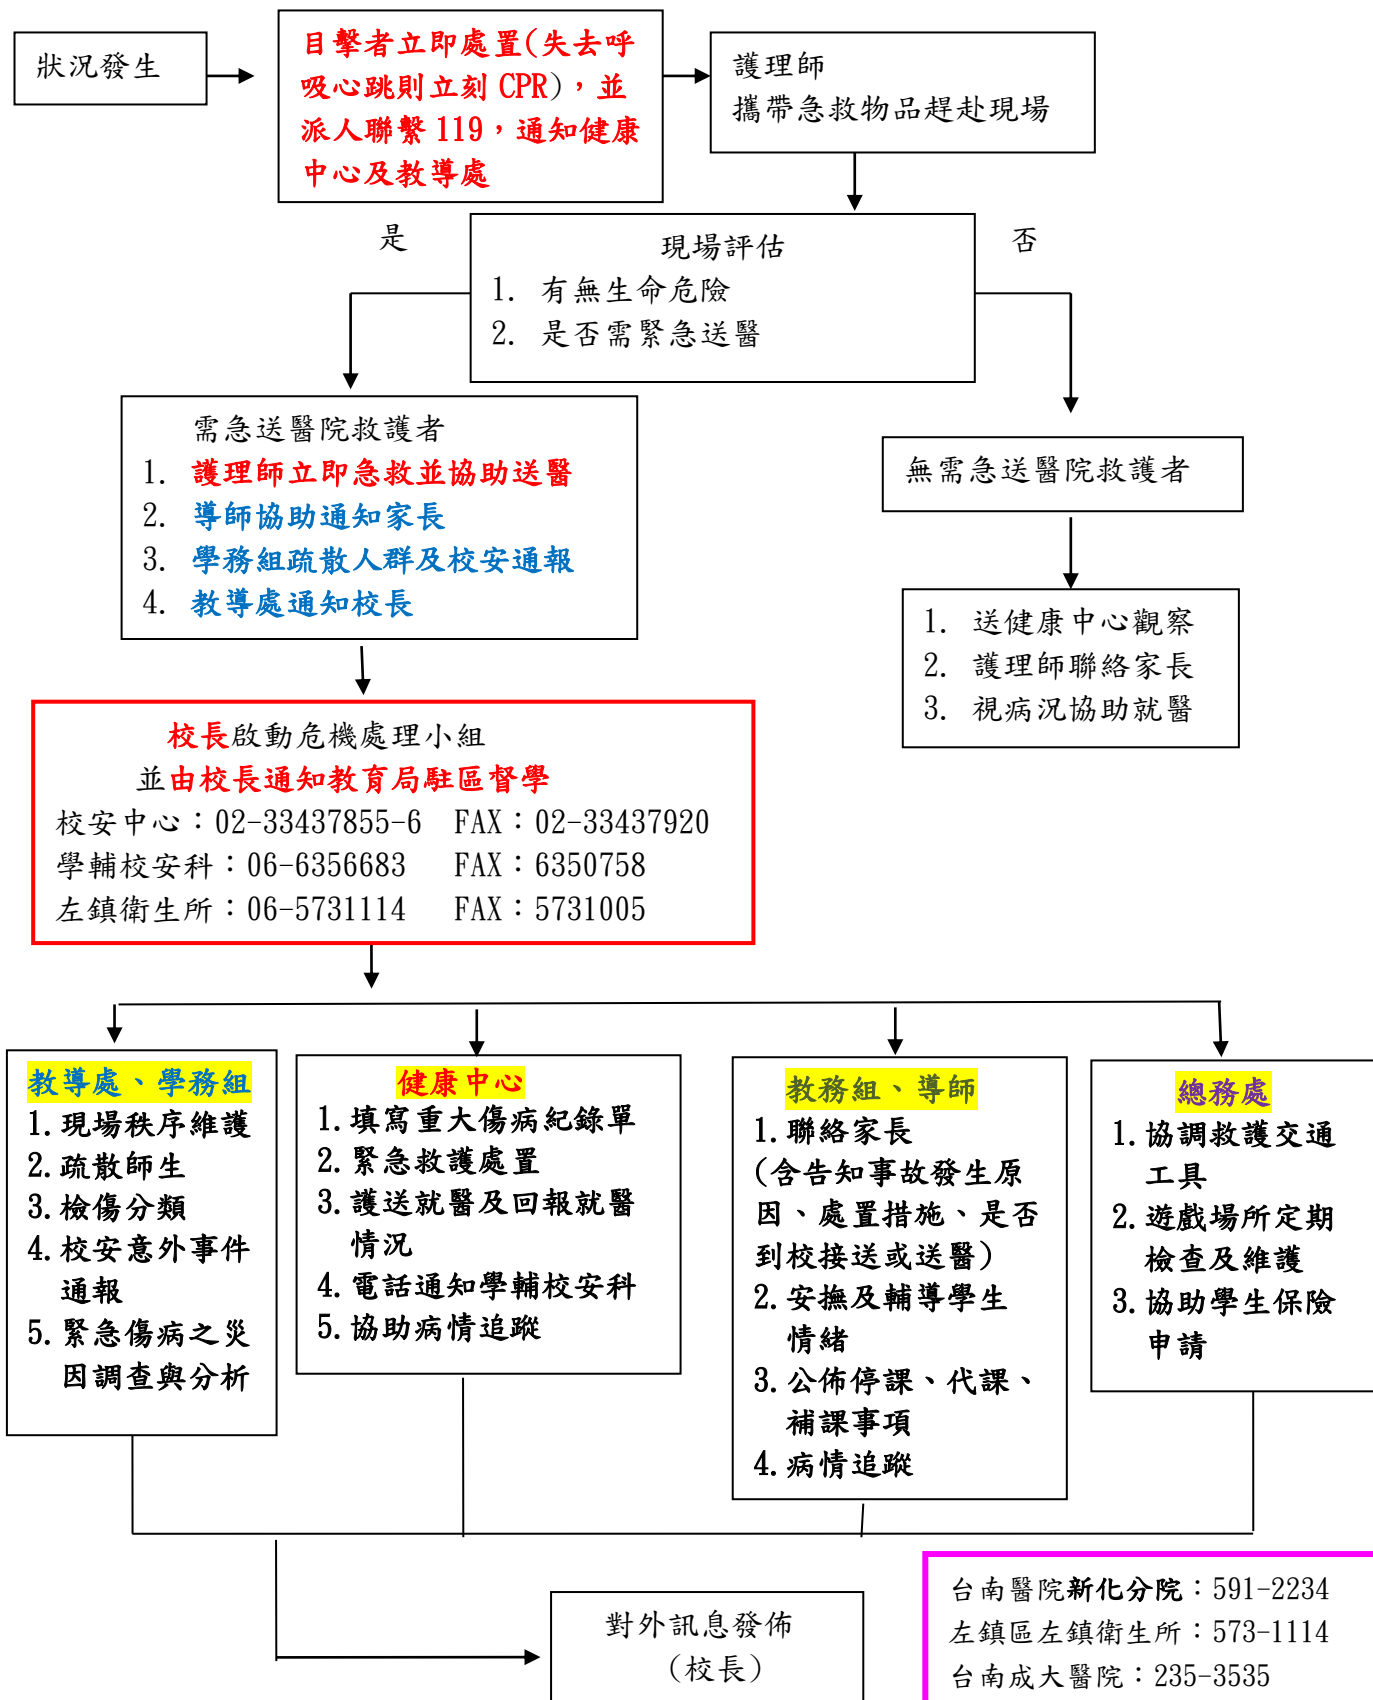 狀況發生
目擊者立即處置(失去呼
吸心跳則立刻 CPR)，並
派人聯繫 119，通知健康
中心及教導處
護理師
攜帶急救物品趕赴現場
是
現場評估
1. 有無生命危險
2. 是否需緊急送醫
否
需急送醫院救護者
1. 護理師立即急救並協助送醫
2. 導師協助通知家長
3. 學務組疏散人群及校安通報
4. 教導處通知校長
無需急送醫院救護者
1. 送健康中心觀察
2. 護理師聯絡家長
3. 視病況協助就醫
校長啟動危機處理小組
並由校長通知教育局駐區督學
校安中心：02-33437855-6 FAX：02-33437920
學輔校安科：06-6356683 FAX：6350758
左鎮衛生所：06-5731114 FAX：5731005
教導處、學務組
1.現場秩序維護
2.疏散師生
3.檢傷分類
4.校安意外事件
通報
5.緊急傷病之災
因調查與分析
健康中心
1.填寫重大傷病紀錄單
2.緊急救護處置
3.護送就醫及回報就醫
情況
4.電話通知學輔校安科
5.協助病情追蹤
教務組、導師
1.聯絡家長
(含告知事故發生原
因、處置措施、是否
到校接送或送醫)
2.安撫及輔導學生
情緒
3.公佈停課、代課、
補課事項
4.病情追蹤
總務處
1.協調救護交通
工具
2.遊戲場所定期
檢查及維護
3.協助學生保險
申請
對外訊息發佈
(校長)
台南醫院新化分院：591-2234
左鎮區左鎮衛生所：573-1114
台南成大醫院：235-3535